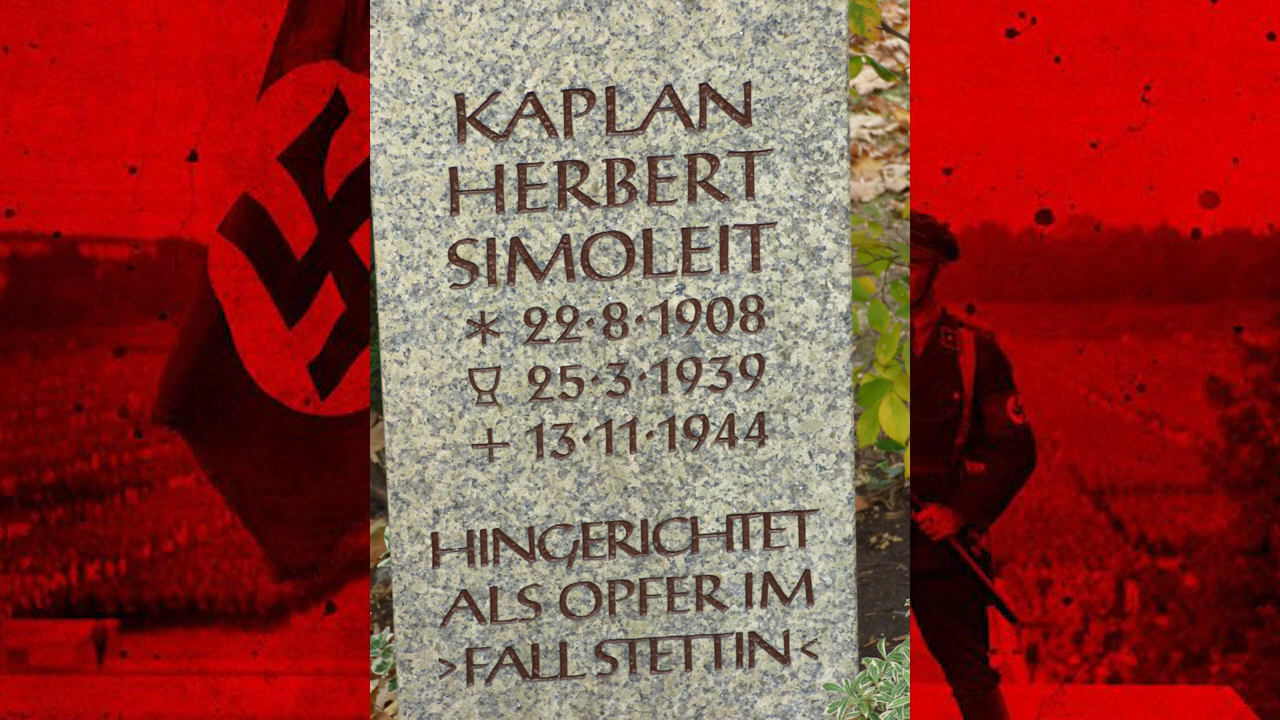 KAPLAN
HERBERT
SIMOLEIT
* 22·8·1908
25·3·1939
+ 13·11·1944
HINGERICHTET
ALS OPFER IM
>FALL STETTIN<